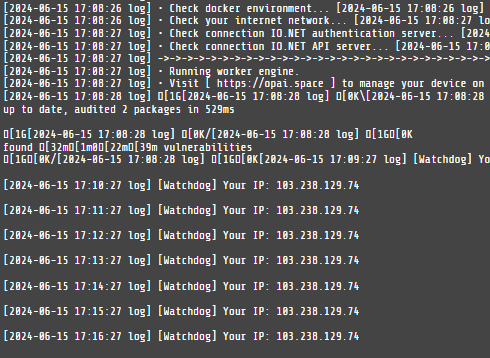 [2024-06-15 17:08:26 log] · Check docker environment... [2024-06-15 17:08:26 log]
[2024-06-15 17:08:26 log] · Check your internet network... [2024-06-15 17:08:27 lo
[2024-06-15 17:08:27 log] · Check connection IO.NET authentication server... [202
[2024-06-15 17:08:27 log] · Check connection IO.NET API server... [2024-06-15 17:0
[2024-06-15 17:08:27 log] ->->->->->->->->->->->->->->->->->->->->->->->->->->->
[2024-06-15 17:08:27 log] · Running worker engine.
[2024-06-15 17:08:27 log] · Visit [ https://opai.space ] to manage your device on
[2024-06-15 17:08:28 log] □[1G[2024-06-15 17:08:28 log] □[0K\[2024-06-15 17:08:28
up to date, audited 2 packages in 529ms
□[1G[2024-06-15 17:08:28 log] □[0K/[2024-06-15 17:08:28 log] □[1G□[0K
found □[32m□[1m0□[22m□[39m vulnerabilities
□[1G□[0K/[2024-06-15 17:08:28 log] □[1G□[0K[2024-06-15 17:09:27 log] [Watchdog] Yo
[2024-06-15 17:10:27 log] [Watchdog] Your IP: 103.238.129.74
[2024-06-15 17:11:27 log] [Watchdog] Your IP: 103.238.129.74
[2024-06-15 17:12:27 log] [Watchdog] Your IP: 103.238.129.74
[2024-06-15 17:13:27 log] [Watchdog] Your IP: 103.238.129.74
[2024-06-15 17:14:27 log] [Watchdog] Your IP: 103.238.129.74
[2024-06-15 17:15:27 log] [Watchdog] Your IP: 103.238.129.74
[2024-06-15 17:16:27 log] [Watchdog] Your IP: 103.238.129.74